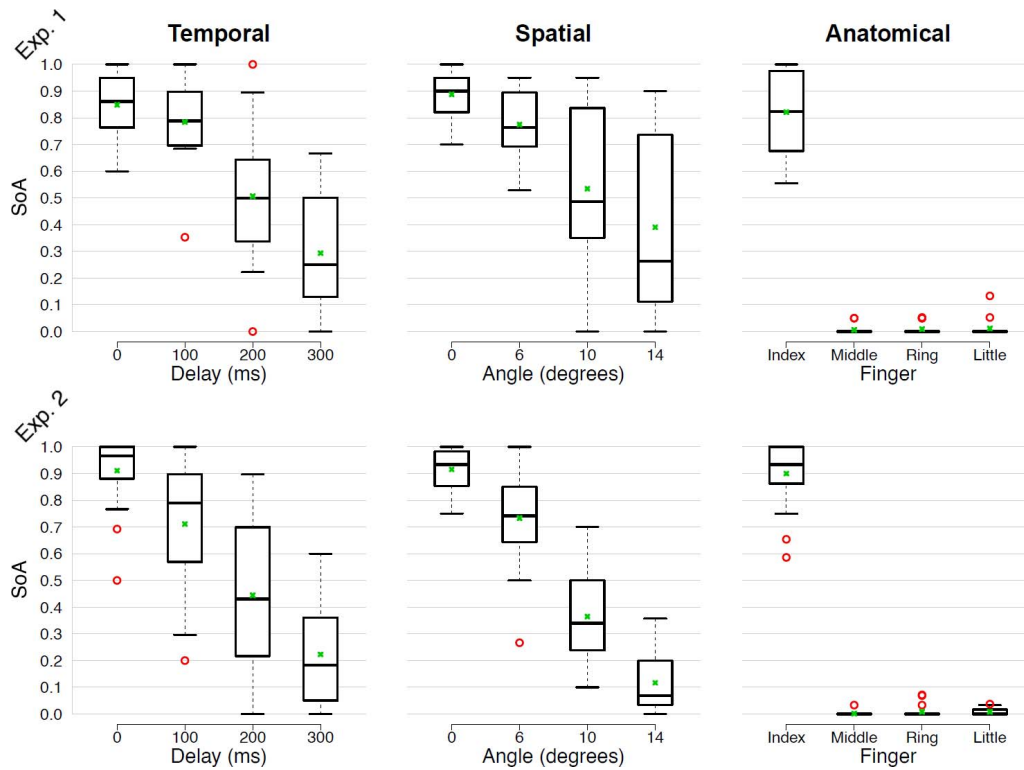 Exp. 1
Temporal
Spatial
Anatomical
SoA
1.0
0.9
0.8
0.7
0.6
0.5
0.4
0.3
0.2
0.1
0.0
0 100 200 300
Delay (ms)
0 6 10 14
Angle (degrees)
Index Middle Ring Little
Finger
Exp. 2
SoA
1.0
0.9
0.8
0.7
0.6
0.5
0.4
0.3
0.2
0.1
0.0
0 100 200 300
Delay (ms)
0 6 10 14
Angle (degrees)
Index Middle Ring Little
Finger